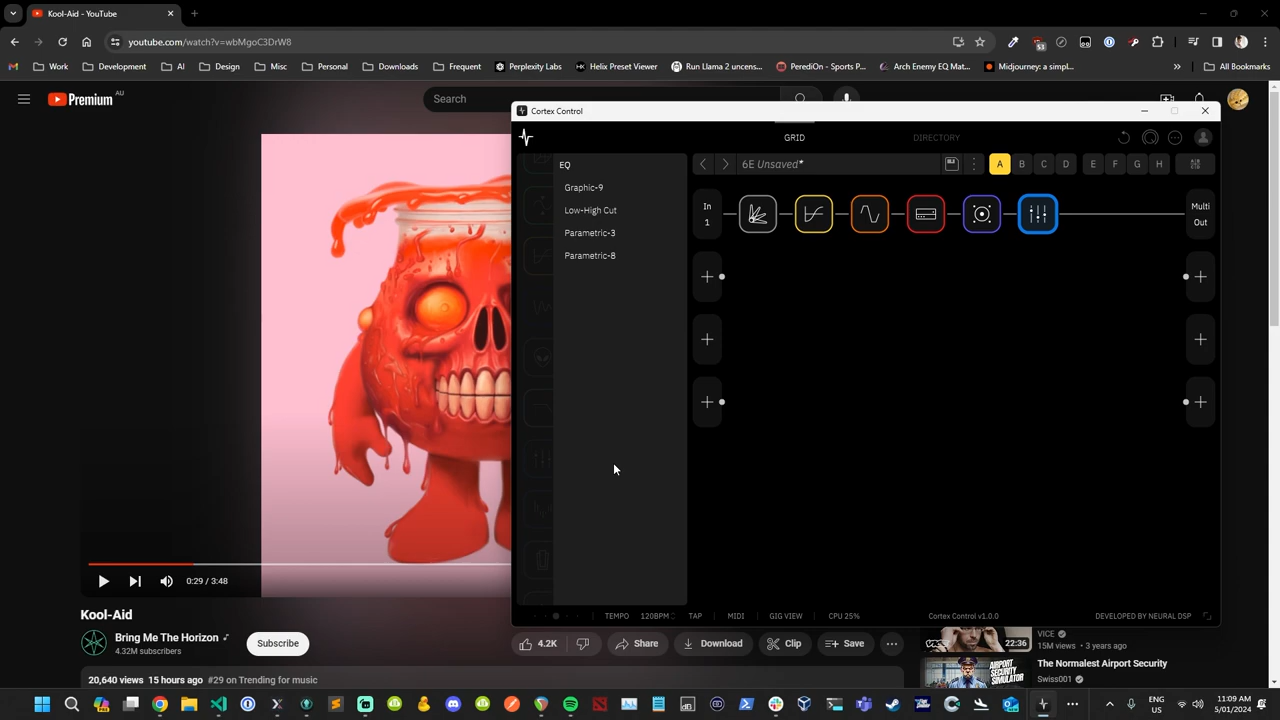 Kool-Aid - YouTube
youtube.com/watch?v=wbMgoC3DrW8
Work
Development
AI
Design
Misc
Personal
Downloads
Frequent
Perplexity Labs
Helix Preset Viewer
Run Llama 2 uncens...
PerediOn - Sports P...
Arch Enemy EQ Mat...
Midjourney: a simpl...
»
All Bookmarks
53
Premium
AU
Search
Cortex Control
GRID
DIRECTORY
EQ
6E Unsaved*
A
B
C
D
E
F
G
H
Graphic-9
Low-High Cut
Parametric-3
Parametric-8
In
1
Multi
Out
TEMPO
120BPM
TAP
MIDI
GIG VIEW
CPU 25%
Cortex Control v1.0.0
DEVELOPED BY NEURAL DSP
0:29 / 3:48
Kool-Aid
Bring Me The Horizon
4.32M subscribers
Subscribe
4.2K
Share
Download
Clip
Save
20,640 views 15 hours ago #29 on Trending for music
22:36
VICE
15M views • 3 years ago
AIRPORT
SECURITY
SIMULATOR
The Normalest Airport Security
Swiss001
ENG
US
11:09 AM
5/01/2024